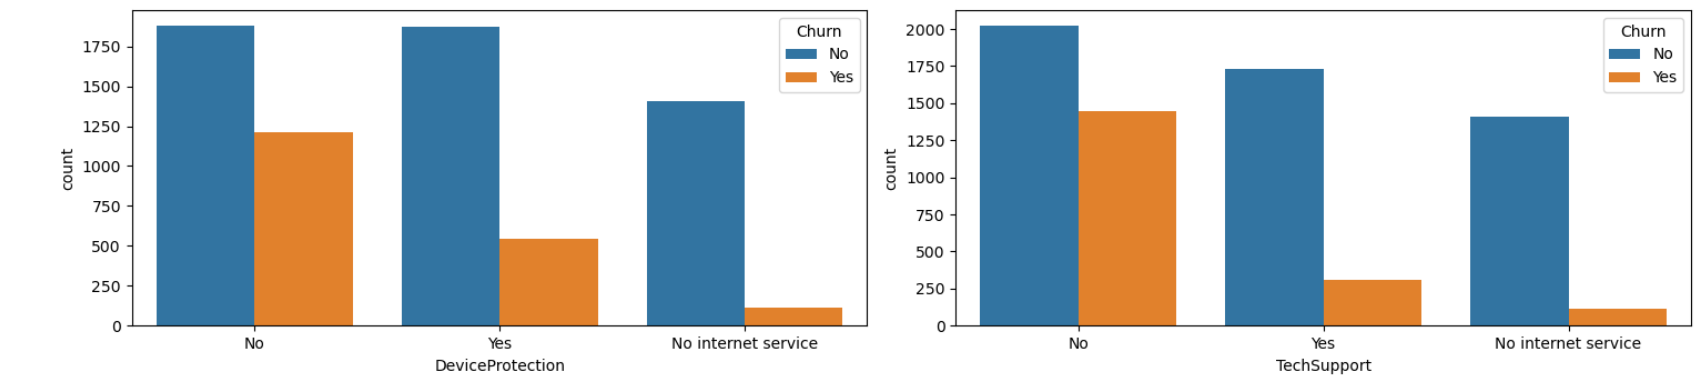 Churn
No
Yes
1750
1500
1250
1000
750
500
250
0
count
No Yes No internet service
DeviceProtection
Churn
No
Yes
2000
1750
1500
1250
1000
750
500
250
0
count
No Yes No internet service
TechSupport